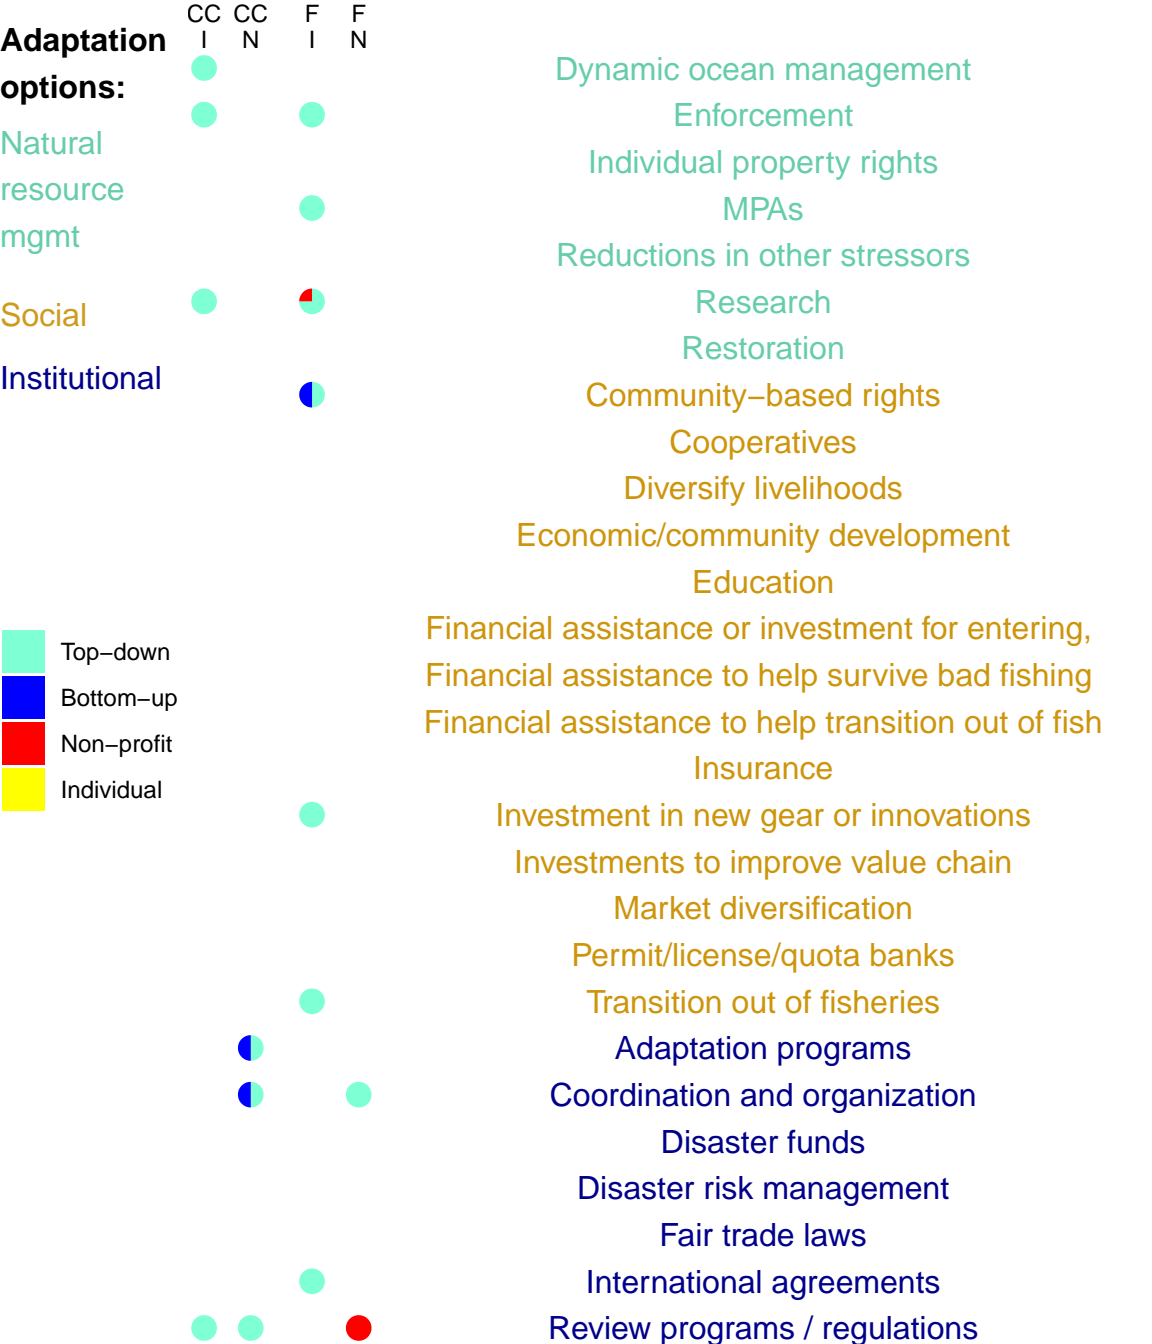 CC CC F F
I N I N
Adaptation
options:
Natural
resource
mgmt
Social
Institutional
Top−down
Bottom−up
Non−profit
Individual
Dynamic ocean management
Enforcement
Individual property rights
MPAs
Reductions in other stressors
Research
Restoration
Community−based rights
Cooperatives
Diversify livelihoods
Economic/community development
Education
Financial assistance or investment for entering,
Financial assistance to help survive bad fishing
Financial assistance to help transition out of fish
Insurance
Investment in new gear or innovations
Investments to improve value chain
Market diversification
Permit/license/quota banks
Transition out of fisheries
Adaptation programs
Coordination and organization
Disaster funds
Disaster risk management
Fair trade laws
International agreements
Review programs / regulations